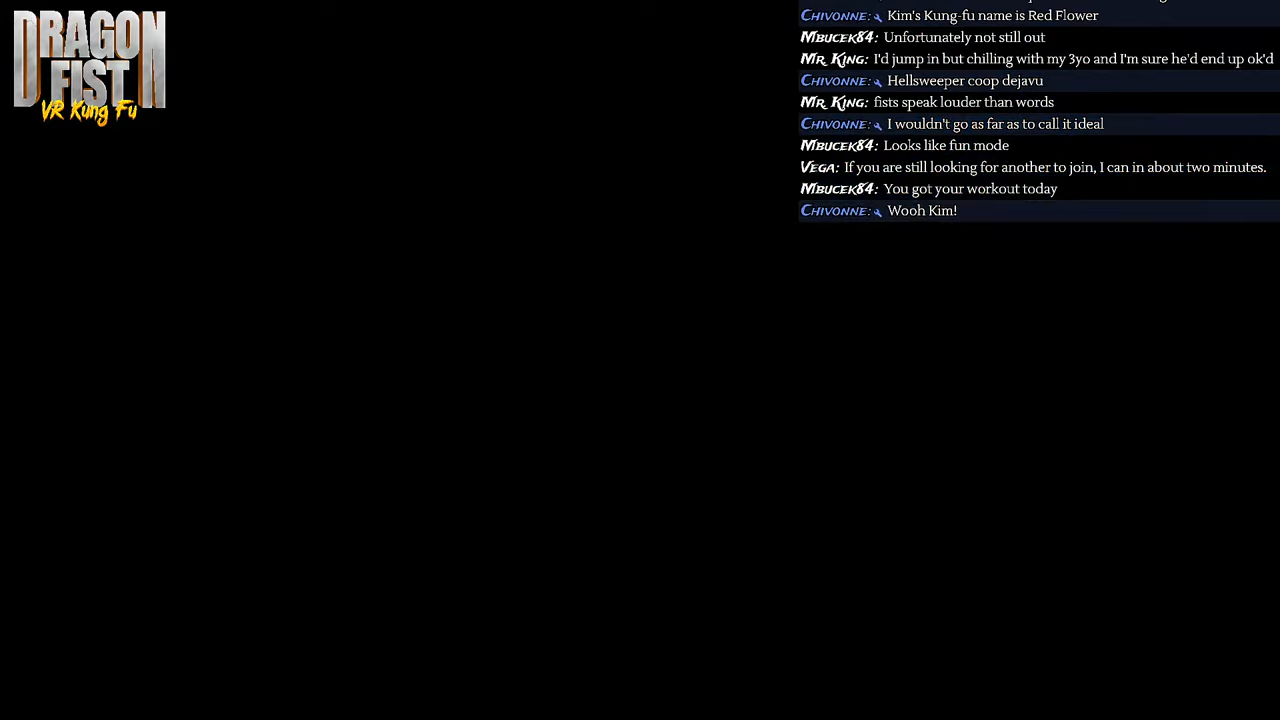 DRAGON
FIST
VR Kung Fu
Chivonne: Kim's Kung-fu name is Red Flower
Mbucek84: Unfortunately not still out
Mr King: I'd jump in but chilling with my 3yo and I'm sure he'd end up ok'd
Chivonne: Hellsweeper coop dejavu
Mr King: fists speak louder than words
Chivonne: I wouldn't go as far as to call it ideal
Mbucek84: Looks like fun mode
Vega: If you are still looking for another to join, I can in about two minutes.
Mbucek84: You got your workout today
Chivonne: Wooh Kim!